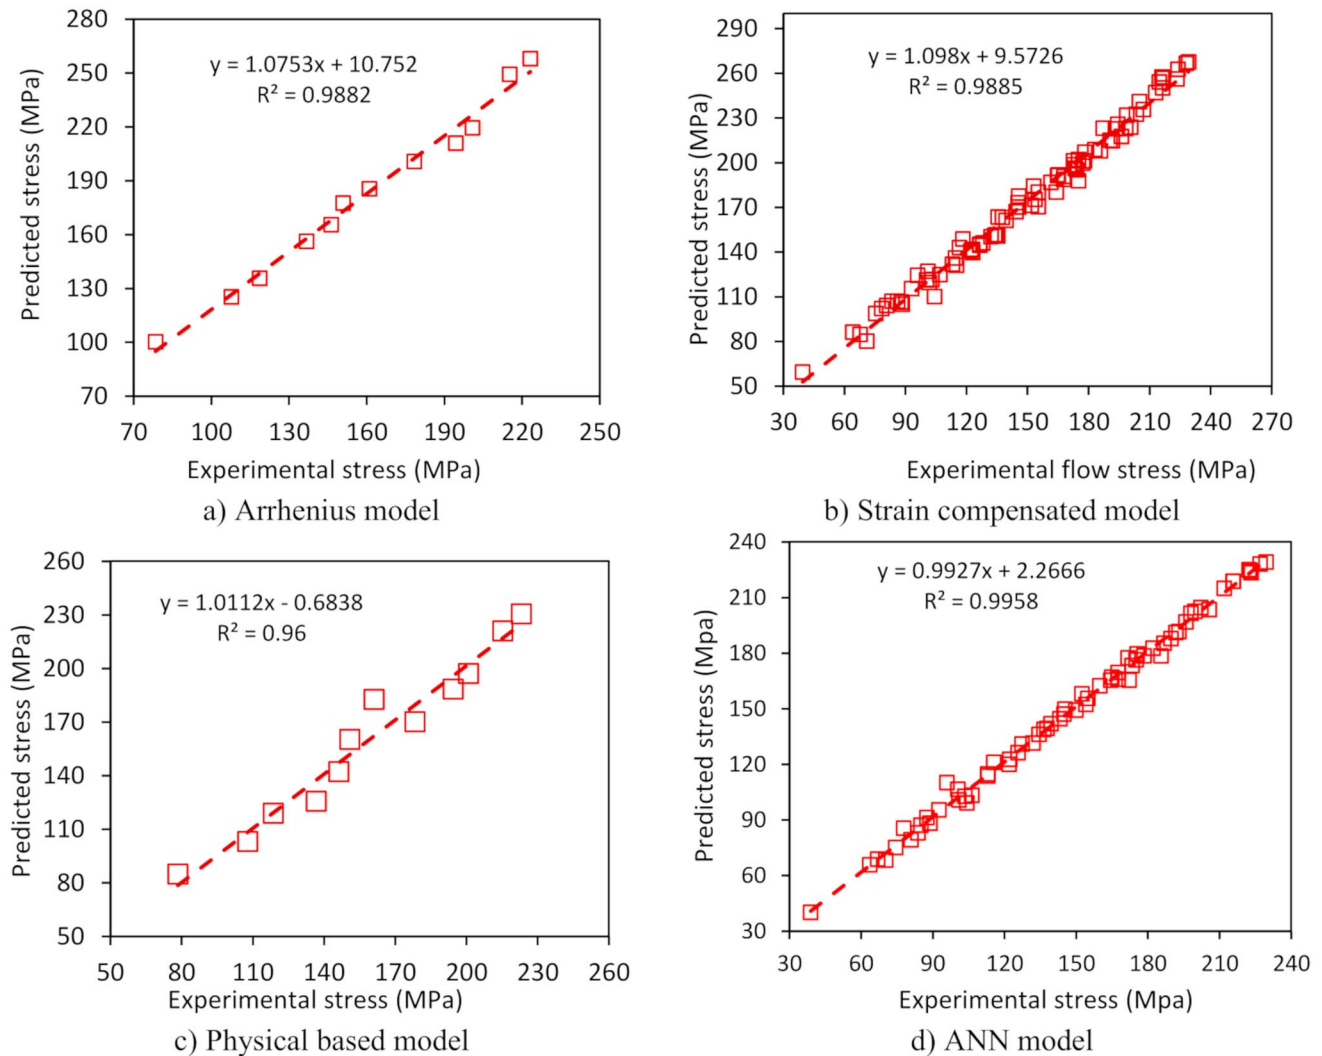 y = 1.0753x + 10.752
R² = 0.9882
Predicted stress (MPa)
280
250
220
190
160
130
100
70
70 100 130 160 190 220 250
Experimental stress (MPa)
a) Arrhenius model
y = 1.098x + 9.5726
R² = 0.9885
Predicted stress (MPa)
290
260
230
200
170
140
110
80
50
30 60 90 120 150 180 210 240 270
Experimental flow stress (MPa)
b) Strain compensated model
y = 1.0112x - 0.6838
R² = 0.96
Predicted stress (MPa)
260
230
200
170
140
110
80
50
50 80 110 140 170 200 230 260
Experimental stress (MPa)
c) Physical based model
y = 0.9927x + 2.2666
R² = 0.9958
Predicted stress (Mpa)
240
210
180
150
120
90
60
30
30 60 90 120 150 180 210 240
Experimental stress (Mpa)
d) ANN model